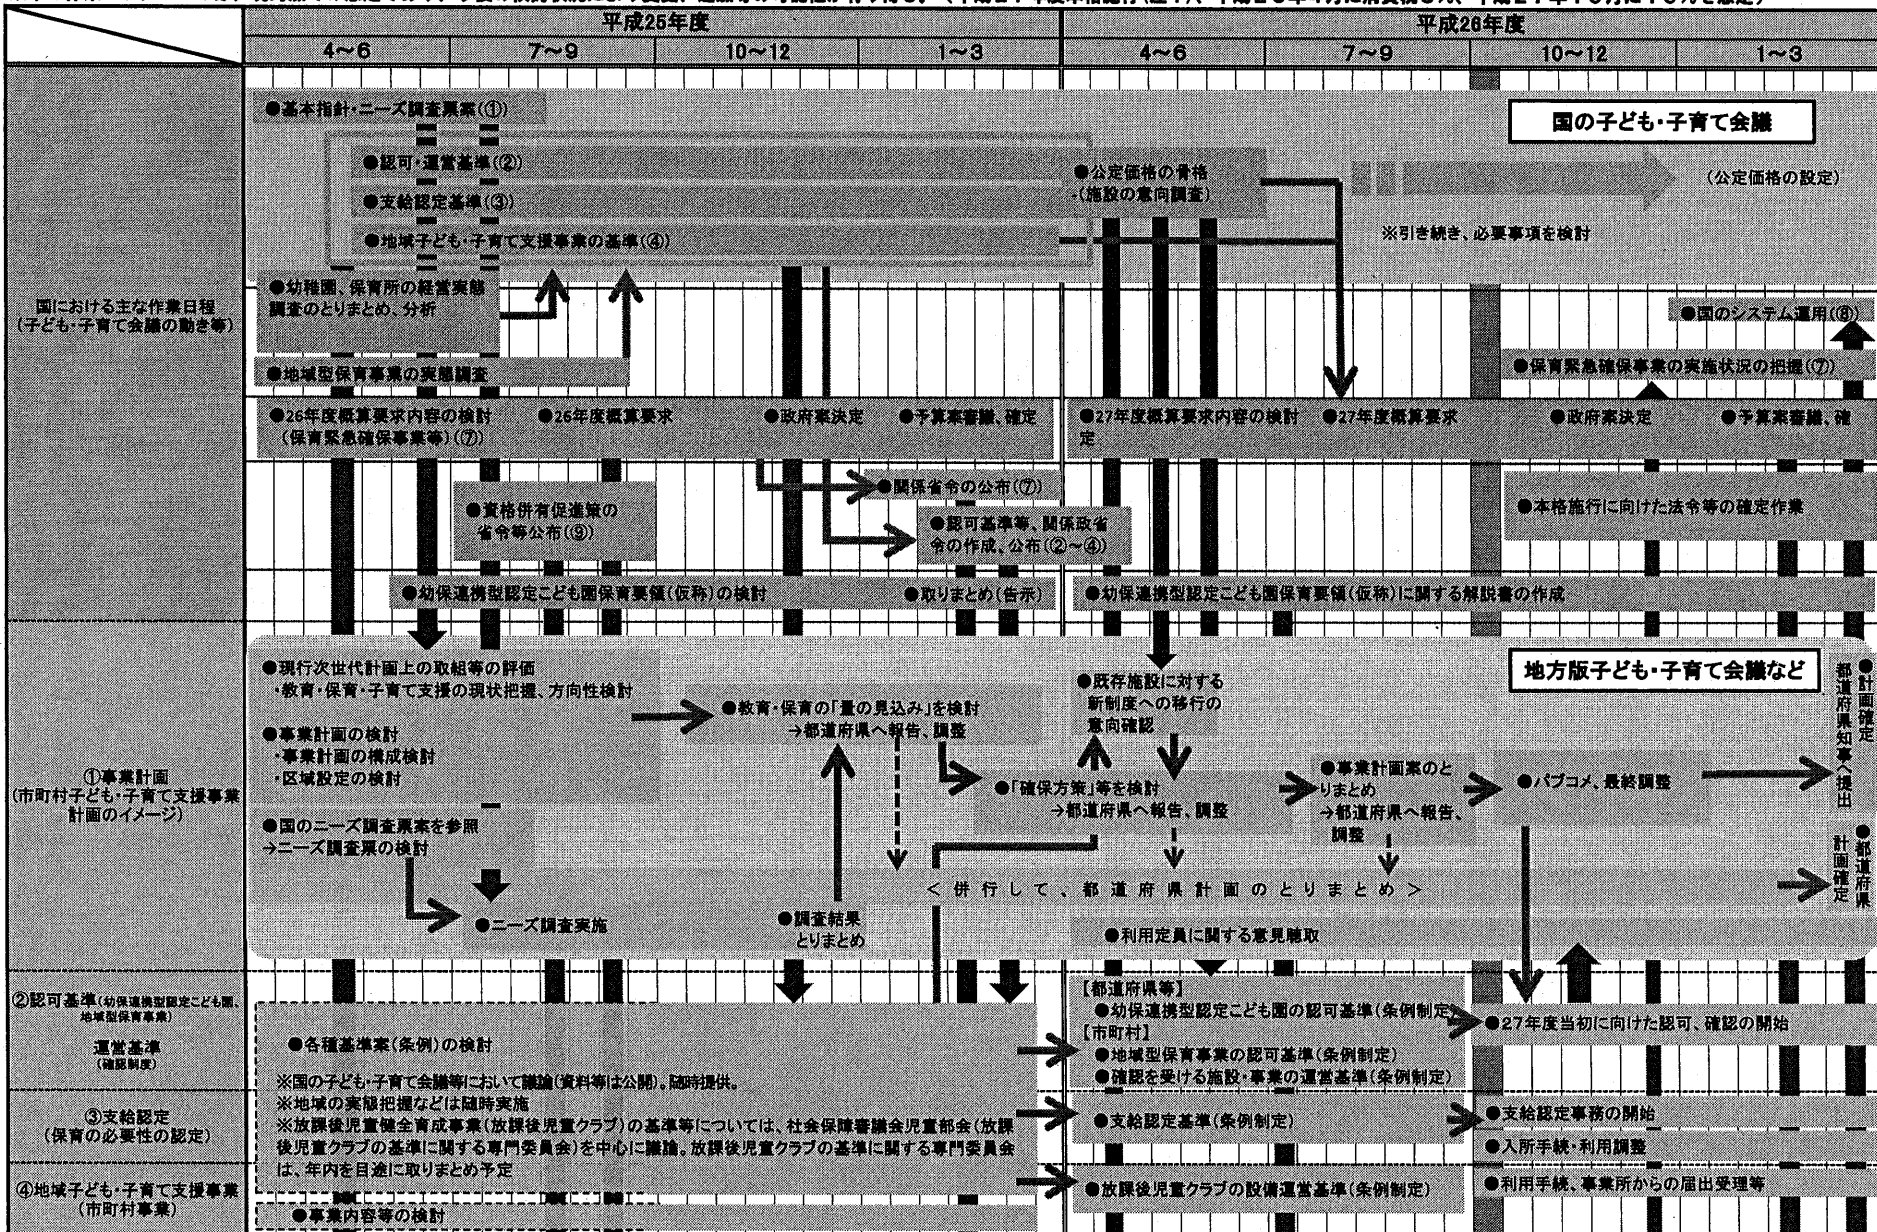 平成25年度
平成26年度
4～6
7～9
10～12
1～3
4～6
7～9
10～12
1～3
国における主な作業日程
(子ども・子育て会議の動き等)
●基本指針・ニーズ調査票案(①)
国の子ども・子育て会議
●認可・運営基準(②)
●支給認定基準(③)
●地域子ども・子育て支援事業の基準(④)
●公定価格の骨格
・(施設の意向調査)
(公定価格の設定)
※引き続き、必要事項を検討
●幼稚園、保育所の経営実態
調査のとりまとめ、分析
●地域型保育事業の実態調査
●国のシステム運用(⑧)
●保育緊急確保事業の実施状況の把握(⑦)
●26年度概算要求内容の検討
(保育緊急確保事業等)(⑦)
●26年度概算要求
●政府案決定
●予算案審議、確定
●27年度概算要求内容の検討
●27年度概算要求
●政府案決定
●予算案審議、確
定
●関係省令の公布(⑦)
●資格併有促進策の
省令等公布(⑨)
●認可基準等、関係政省
令の作成、公布(②～④)
●本格施行に向けた法令等の確定作業
●幼保連携型認定こども園保育要領(仮称)の検討
●取りまとめ(告示)
●幼保連携型認定こども園保育要領(仮称)に関する解説書の作成
①事業計画
(市町村子ども・子育て支援事業
計画のイメージ)
地方版子ども・子育て会議など
●現行次世代計画上の取組等の評価
・教育・保育・子育て支援の現状把握、方向性検討
●事業計画の検討
・事業計画の構成検討
・区域設定の検討
●国のニーズ調査票案を参照
→ニーズ調査票の検討
●ニーズ調査実施
●教育・保育の「量の見込み」を検討
→都道府県へ報告、調整
●調査結果
とりまとめ
●既存施設に対する
新制度への移行の
意向確認
●「確保方策」等を検討
→都道府県へ報告、調整
●事業計画案のと
りまとめ
→都道府県へ報告、
調整
●パブコメ、最終調整
●計画確定
都道府県知事へ提出
＜併行して、都道府県計画のとりまとめ＞
●都道府県
計画確定
●利用定員に関する意見聴取
②認可基準(幼保連携型認定こども園、
地域型保育事業)
運営基準
(確認制度)
③支給認定
(保育の必要性の認定)
④地域子ども・子育て支援事業
(市町村事業)
●各種基準案(条例)の検討
※国の子ども・子育て会議等において議論(資料等は公開)。随時提供。
※地域の実態把握などは随時実施
※放課後児童健全育成事業(放課後児童クラブ)の基準等については、社会保障審議会児童部会(放課
後児童クラブの基準に関する専門委員会)を中心に議論。放課後児童クラブの基準に関する専門委員会
は、年内を目途に取りまとめ予定
●事業内容等の検討
【都道府県等】
●幼保連携型認定こども園の認可基準(条例制定)
【市町村】
●地域型保育事業の認可基準(条例制定)
●確認を受ける施設・事業の運営基準(条例制定)
●27年度当初に向けた認可、確認の開始
●支給認定基準(条例制定)
●支給認定事務の開始
●入所手続・利用調整
●放課後児童クラブの設備運営基準(条例制定)
●利用手続、事業所からの届出受理等